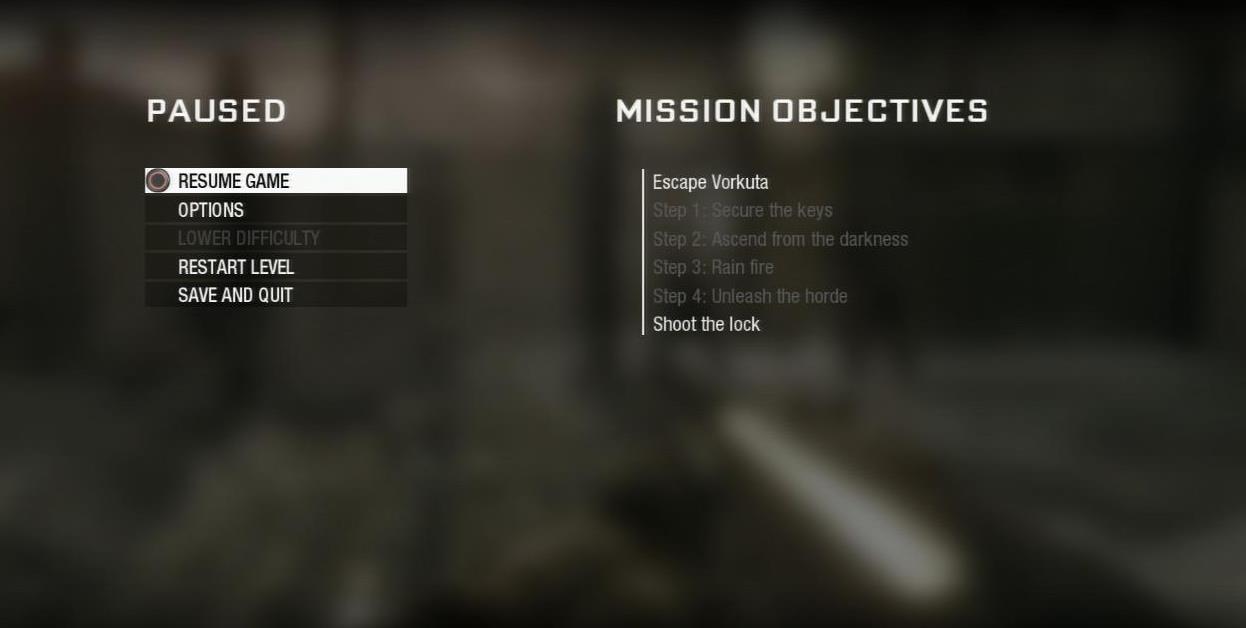 PAUSED
RESUME GAME
OPTIONS
LOWER DIFFICULTY
RESTART LEVEL
SAVE AND QUIT
MISSION OBJECTIVES
Escape Vorkuta
Step 1: Secure the keys
Step 2: Ascend from the darkness
Step 3: Rain fire
Step 4: Unleash the horde
Shoot the lock